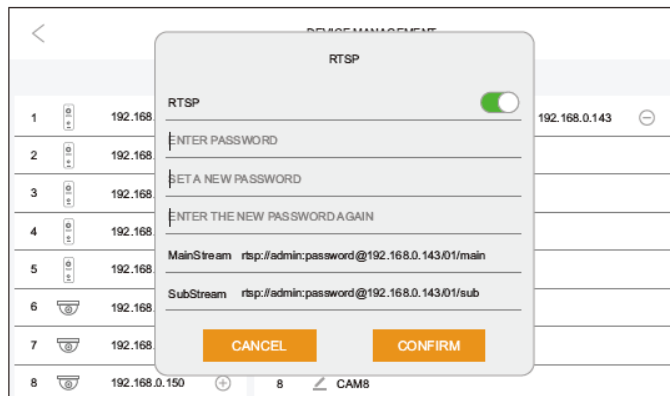 DEVICE MANAGEMENT
RTSP
RTSP
ENTER PASSWORD
SET A NEW PASSWORD
ENTER THE NEW PASSWORD AGAIN
MainStream rtsp://admin:password@192.168.0.143/01/main
SubStream rtsp://admin:password@192.168.0.143/01/sub
CANCEL CONFIRM
1 192.168. 192.168.0.143
2 192.168.
3 192.168.
4 192.168.
5 192.168.
6 192.168.
7 192.168.
8 192.168.0.150 8 CAM8